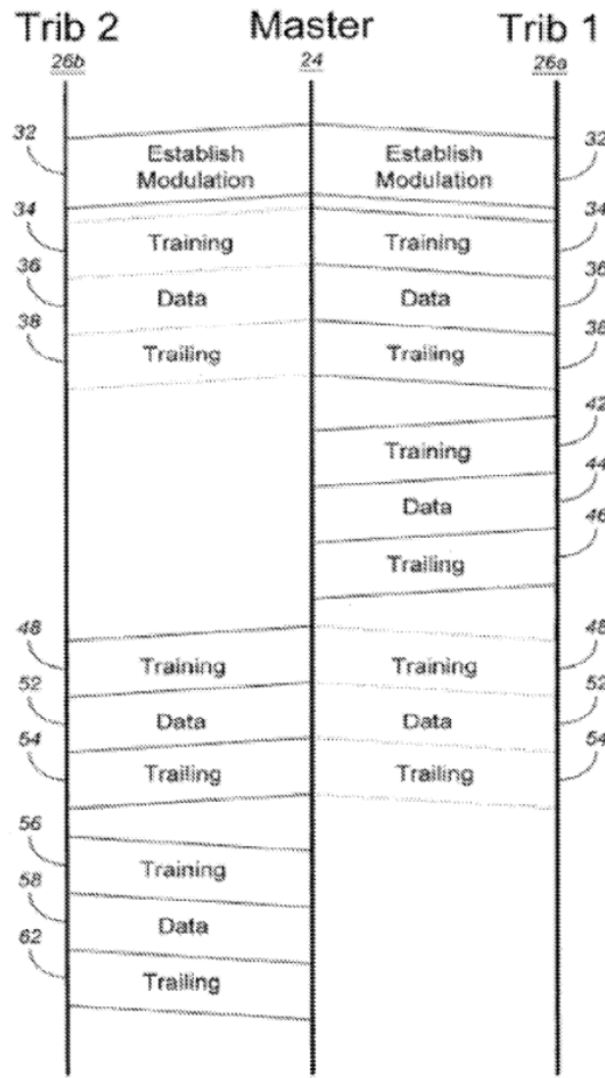 Trib 2 Master Trib 1
26b 24 26a
32 Establish Modulation Establish Modulation 32
34 Training Training 34
36 Data Data 36
38 Trailing Trailing 38
Training 42
Data 44
Trailing 46
48 Training Training 48
52 Data Data 52
54 Trailing Trailing 54
56 Training
58 Data
62 Trailing